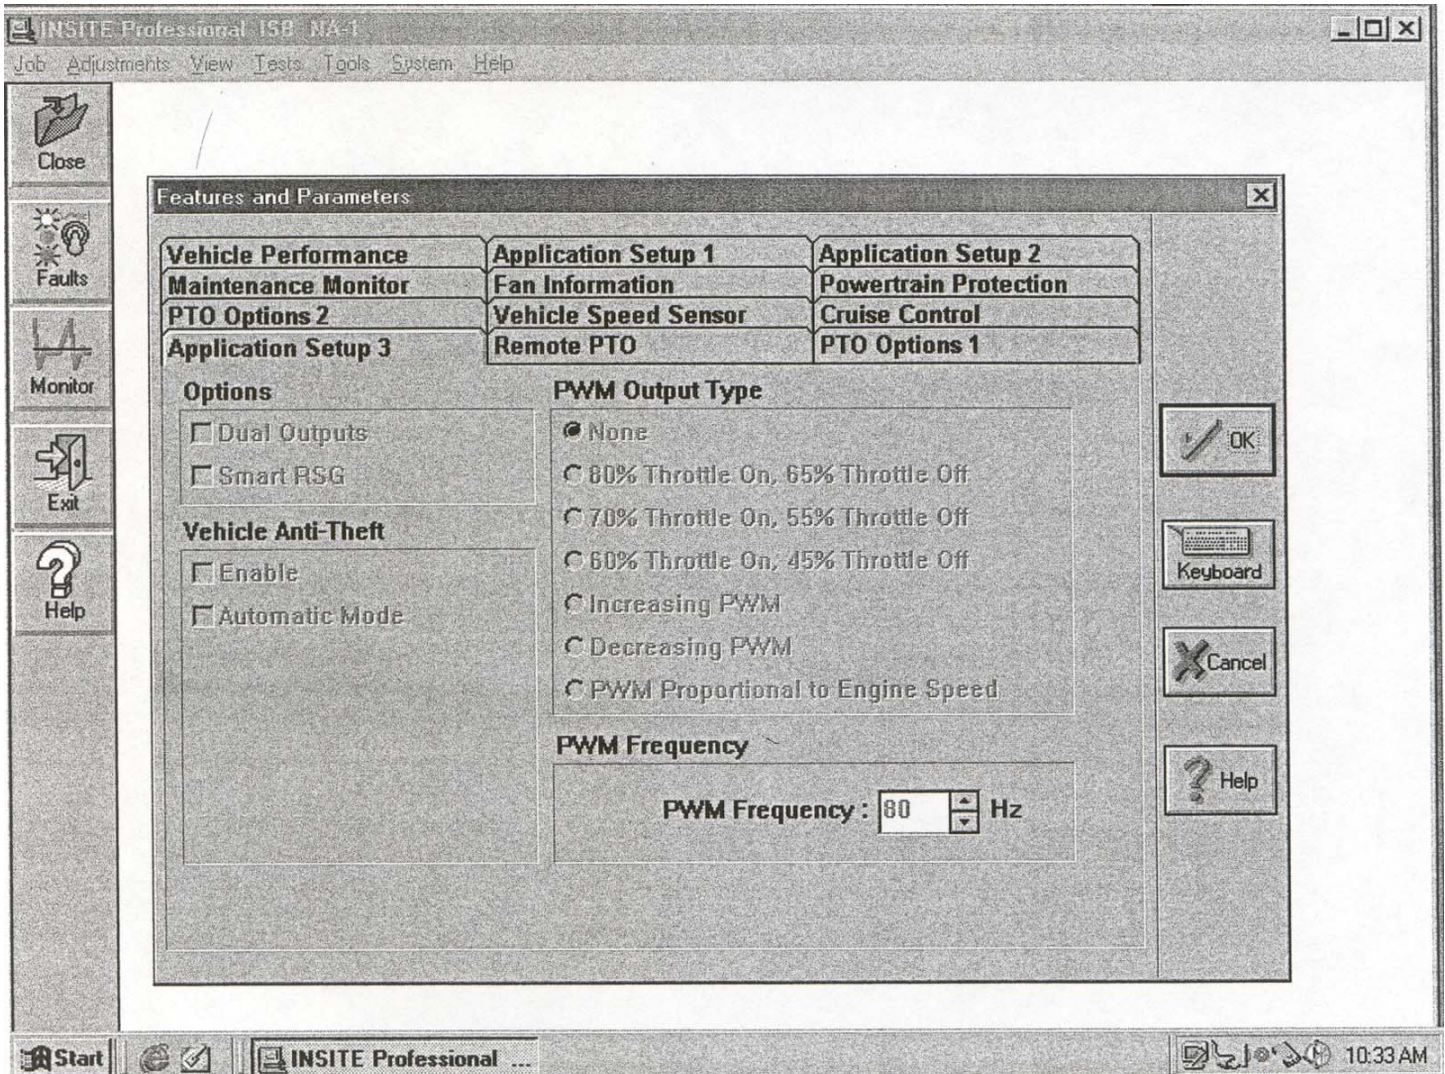 INSITE Professional ISB NA-1
Job Adjustments View Tests Tools System Help
Close
Faults
Monitor
Exit
Help
Features and Parameters
Vehicle Performance Application Setup 1 Application Setup 2
Maintenance Monitor Fan Information Powertrain Protection
PTO Options 2 Vehicle Speed Sensor Cruise Control
Application Setup 3 Remote PTO PTO Options 1
Options
Dual Outputs
Smart RSG
Vehicle Anti-Theft
Enable
Automatic Mode
PWM Output Type
None
80% Throttle On, 65% Throttle Off
70% Throttle On, 55% Throttle Off
60% Throttle On, 45% Throttle Off
Increasing PWM
Decreasing PWM
PWM Proportional to Engine Speed
PWM Frequency
PWM Frequency : 80 Hz
OK
Keyboard
Cancel
Help
Start INSITE Professional ... 10:33 AM